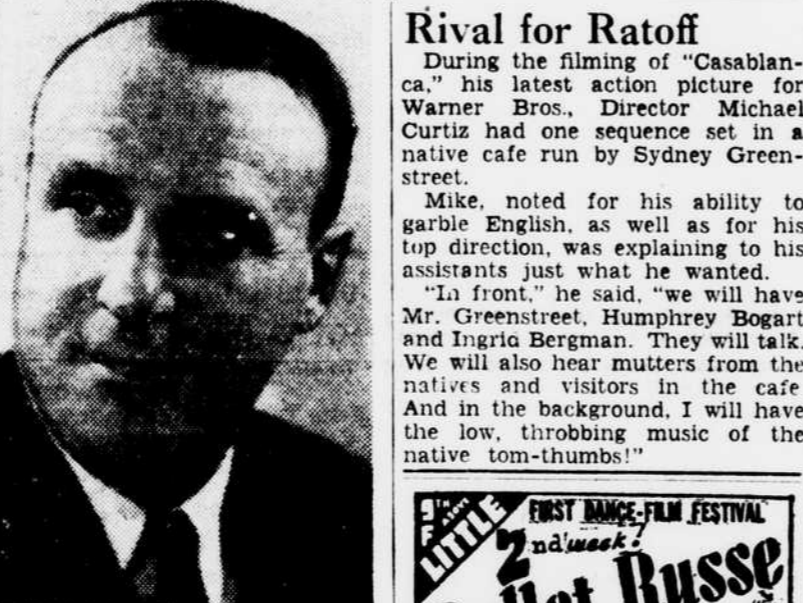 Rival for Ratoff
During the filming of "Casablan-
ca," his latest action picture for
Warner Bros., Director Michael
Curtiz had one sequence set in a
native cafe run by Sydney Green-
street.
Mike, noted for his ability to
garble English, as well as for his
top direction, was explaining to his
assistants just what he wanted.
"In front," he said, "we will have
Mr. Greenstreet, Humphrey Bogart
and Ingrid Bergman. They will talk.
We will also hear mutters from the
natives and visitors in the cafe
And in the background, I will have
the low, throbbing music of the
native tom-thumbs!"
LITTLE
FIRST DANCE-FILM FESTIVAL
2nd week!
Russe